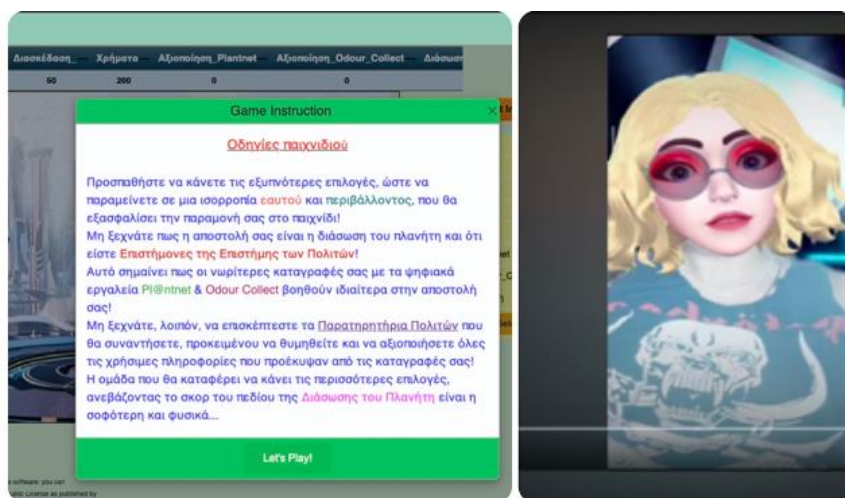 Διασκέδαση_ Χρήματα Αξιοποίηση_Plantnet Αξιοποίηση_Odour_Collect
50 200 0 0
Game Instruction
Οδηγίες παιχνιδιού
Προσπαθήστε να κάνετε τις εξυπνότερες επιλογές, ώστε να
παραμείνετε σε μια ισορροπία εαυτού και περιβάλλοντος, που θα
εξασφαλίσει την παραμονή σας στο παιχνίδι!
Μη ξεχνάτε πως η αποστολή σας είναι η διάσωση του πλανήτη και ότι
είστε Επιστήμονες της Επιστήμης των Πολιτών!
Αυτό σημαίνει πως οι νωρίτερες καταγραφές σας με τα ψηφιακά
εργαλεία Pl@ntnet & Odour Collect βοηθούν ιδιαίτερα στην αποστολή
σας!
Μη ξεχνάτε, λοιπόν, να επισκέπτεστε τα Παρατηρητήρια Πολιτών που
θα συναντήσετε, προκειμένου να θυμηθείτε και να αξιοποιήσετε όλες
τις χρήσιμες πληροφορίες που προέκυψαν από τις καταγραφές σας!
Η ομάδα που θα καταφέρει να κάνει τις περισσότερες επιλογές,
ανεβάζοντας το σκορ του πεδίου της Διάσωσης του Πλανήτη είναι η
σοφότερη και φυσικά...
Let's Play!
software: you can
License as published by